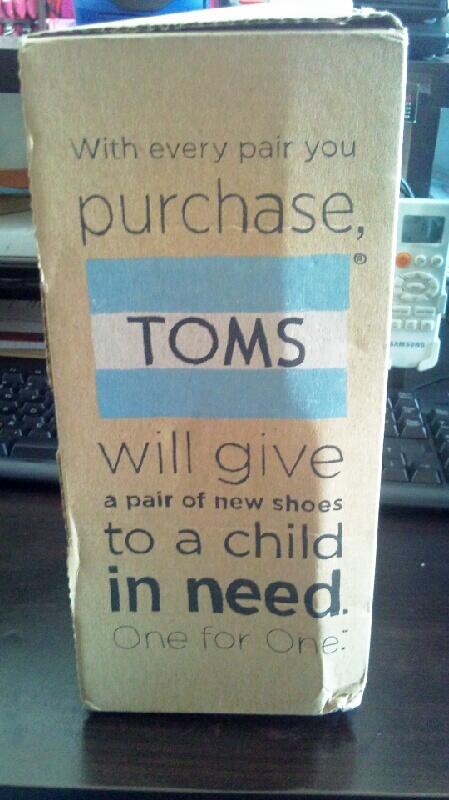 With every pair you
purchase,
TOMS®
will give
a pair of new shoes
to a child
in need.
One for One.
SAMSUNG